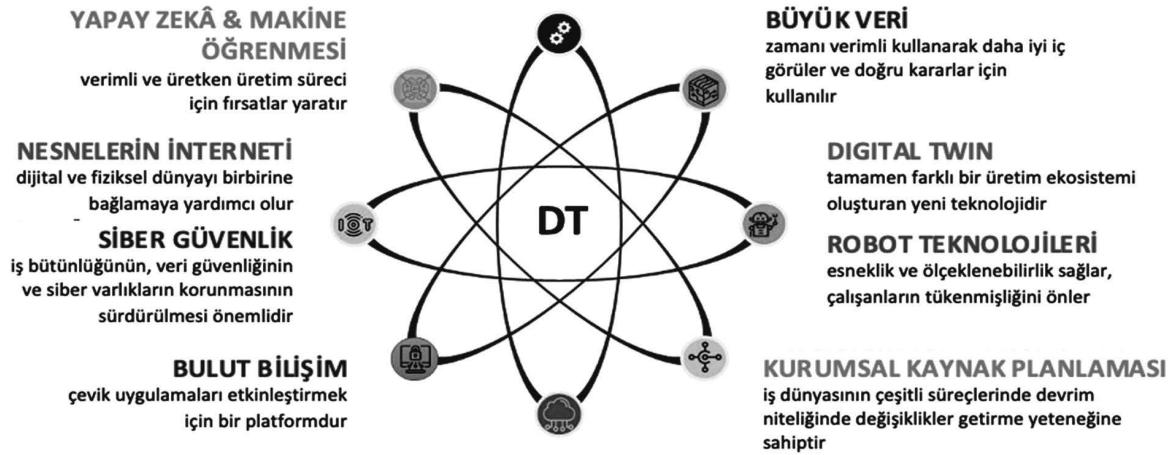 YAPAY ZEKÂ & MAKİNE
ÖĞRENMESİ
verimli ve üretken üretim süreci
için fırsatlar yaratır
NESNELERİN İNTERNETİ
dijital ve fiziksel dünyayı birbirine
bağlamaya yardımcı olur
SİBER GÜVENLİK
iş bütünlüğünün, veri güvenliğinin
ve siber varlıkların korunmasının
sürdürülmesi önemlidir
BULUT BİLİŞİM
çevik uygulamaları etkinleştirmek
için bir platformdur
IOT
DT
BÜYÜK VERİ
zamanı verimli kullanarak daha iyi iç
görüler ve doğru kararlar için
kullanılır
DIGITAL TWIN
tamamen farklı bir üretim ekosistemi
oluşturan yeni teknolojidir
ROBOT TEKNOLOJİLERİ
esneklik ve ölçeklenebilirlik sağlar,
çalışanların tükenmişliğini önler
KURUMSAL KAYNAK PLANLAMASI
iş dünyasının çeşitli süreçlerinde devrim
niteliğinde değişiklikler getirme yeteneğine
sahiptir